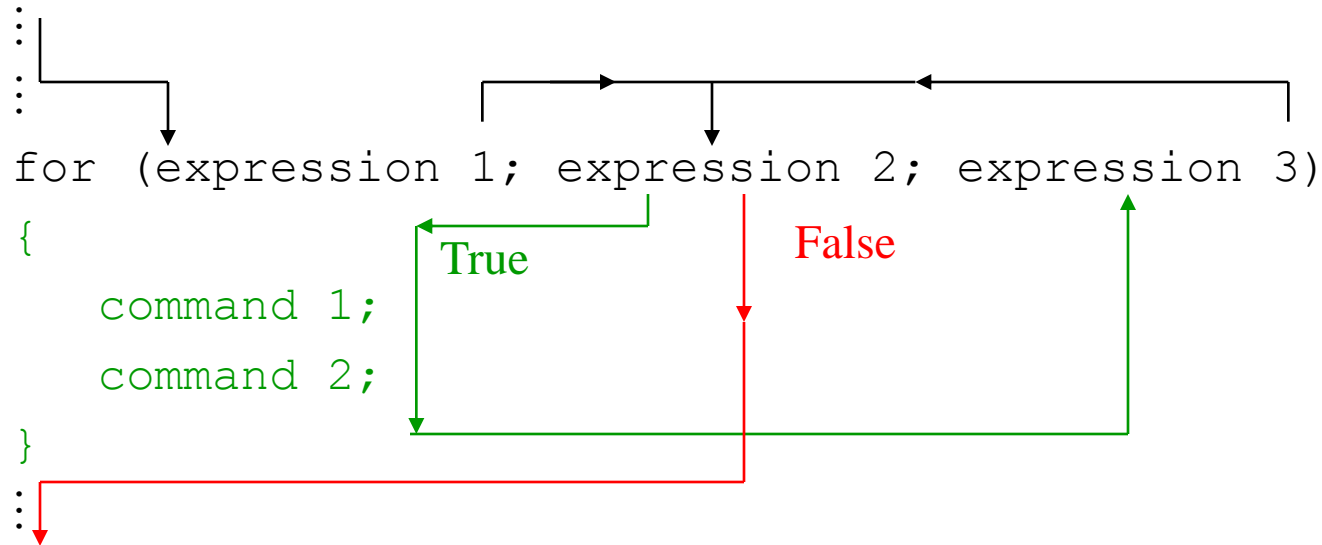 ⋮
⋮
for (expression 1; expression 2; expression 3)
{
True
False
command 1;
command 2;
}
⋮